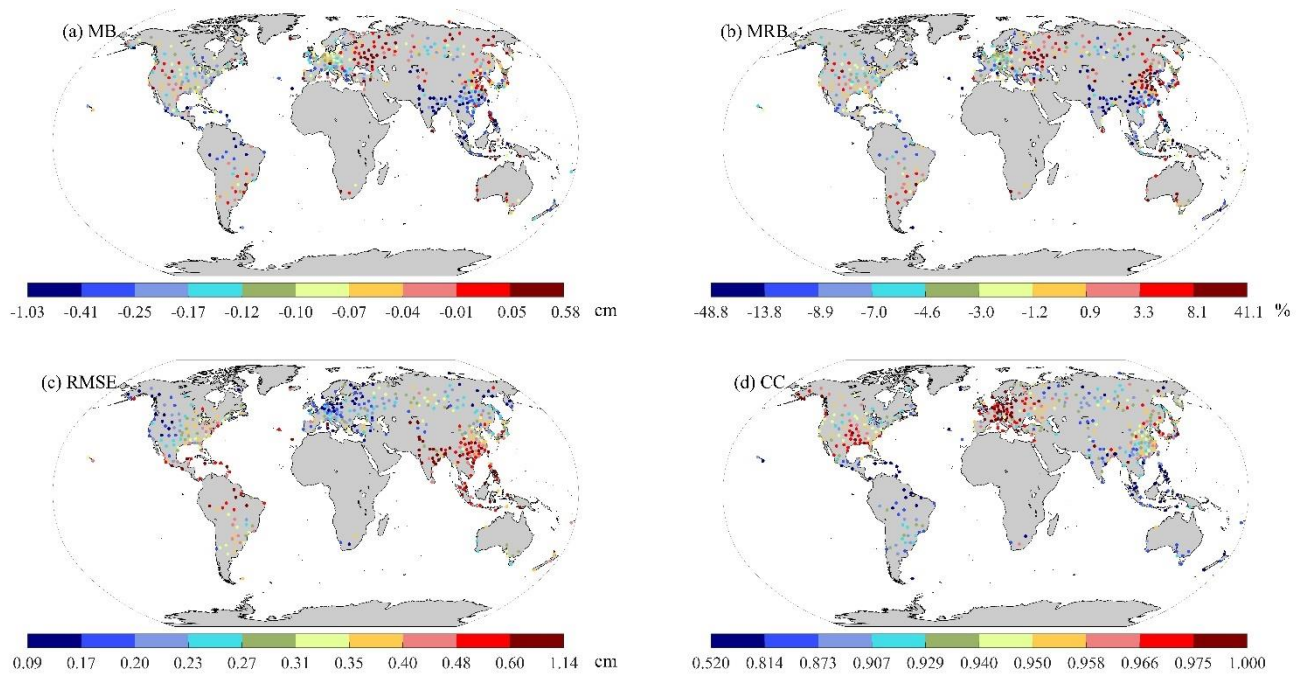 (a) MB
(b) MRB
-1.03 -0.41 -0.25 -0.17 -0.12 -0.10 -0.07 -0.04 -0.01 0.05 0.58 cm
-48.8 -13.8 -8.9 -7.0 -4.6 -3.0 -1.2 0.9 3.3 8.1 41.1 %
(c) RMSE
(d) CC
0.09 0.17 0.20 0.23 0.27 0.31 0.35 0.40 0.48 0.60 1.14 cm
0.520 0.814 0.873 0.907 0.929 0.940 0.950 0.958 0.966 0.975 1.000